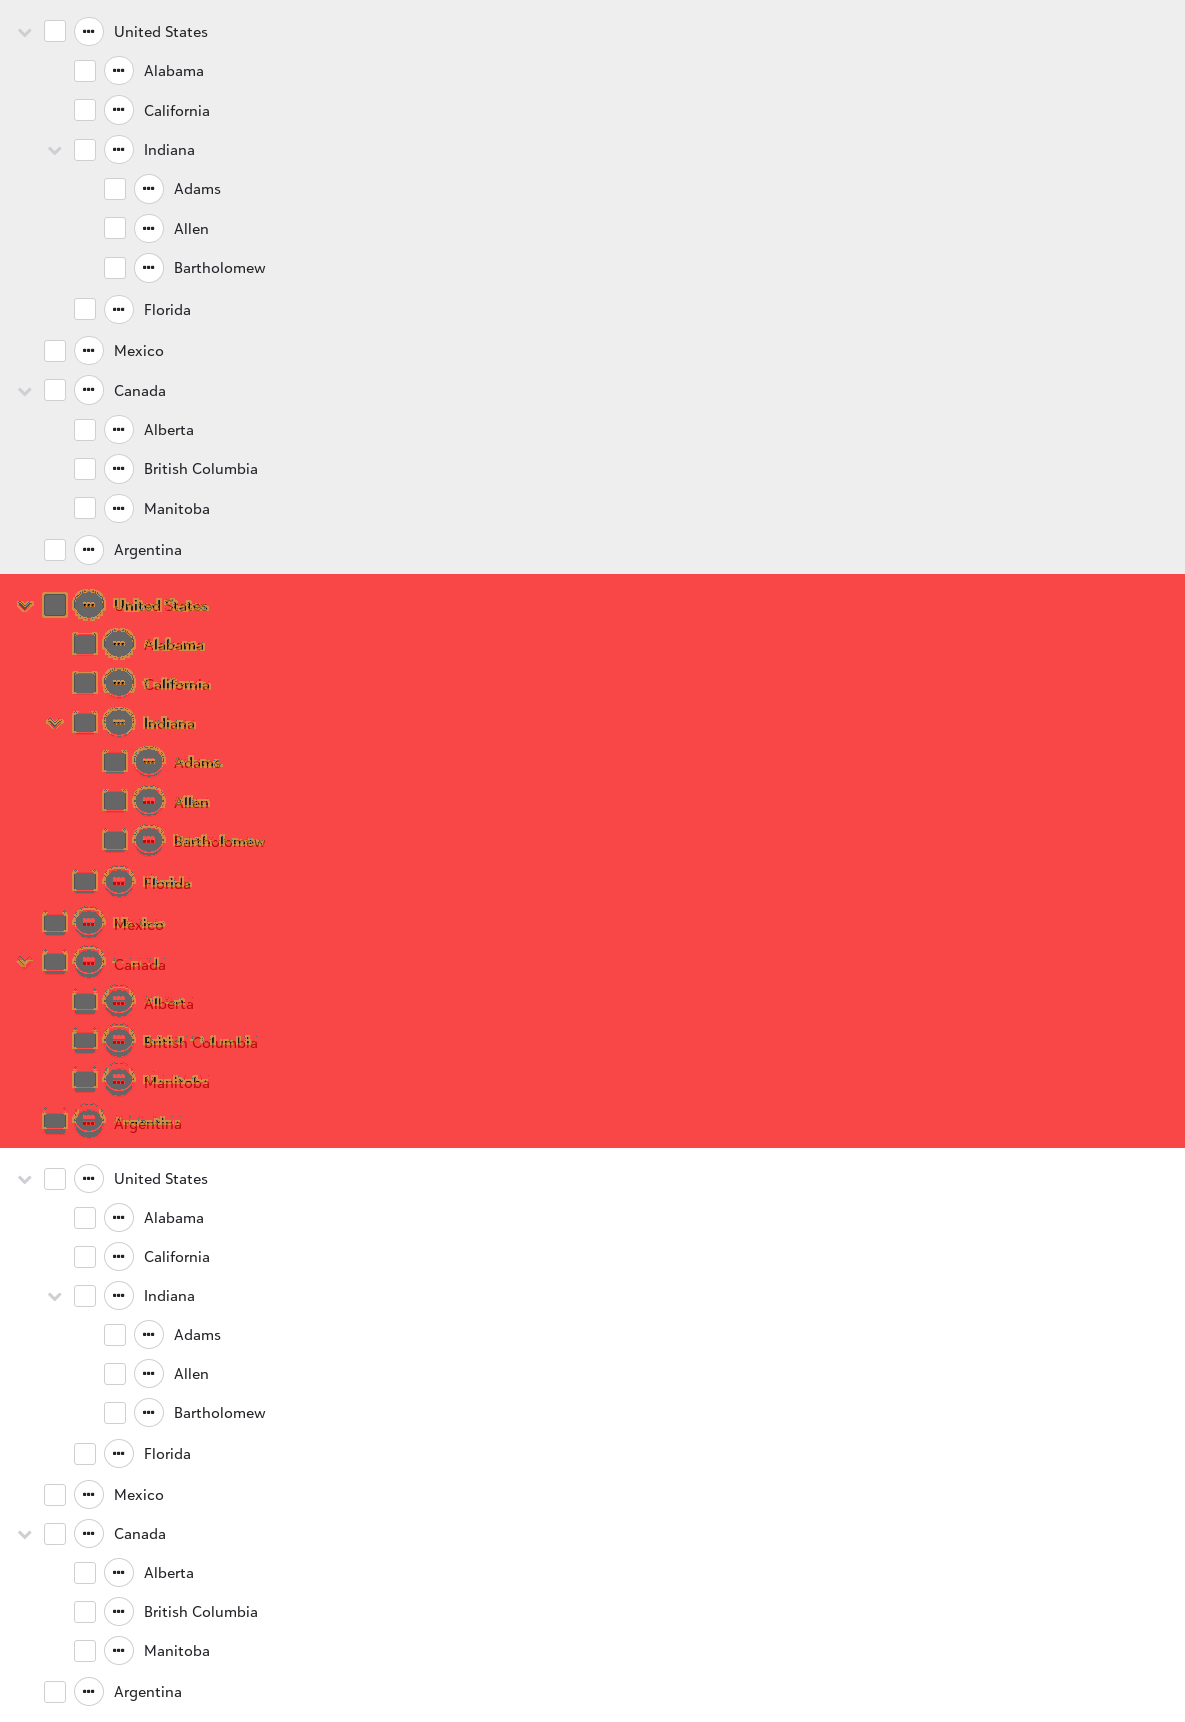 United States
Alabama
California
Indiana
Adams
Allen
Bartholomew
Florida
Mexico
Canada
Alberta
British Columbia
Manitoba
Argentina
United States
Alabama
California
Indiana
Adams
Allen
Bartholomew
Florida
Mexico
Canada
Alberta
British Columbia
Manitoba
Argentina
United States
Alabama
California
Indiana
Adams
Allen
Bartholomew
Florida
Mexico
Canada
Alberta
British Columbia
Manitoba
Argentina